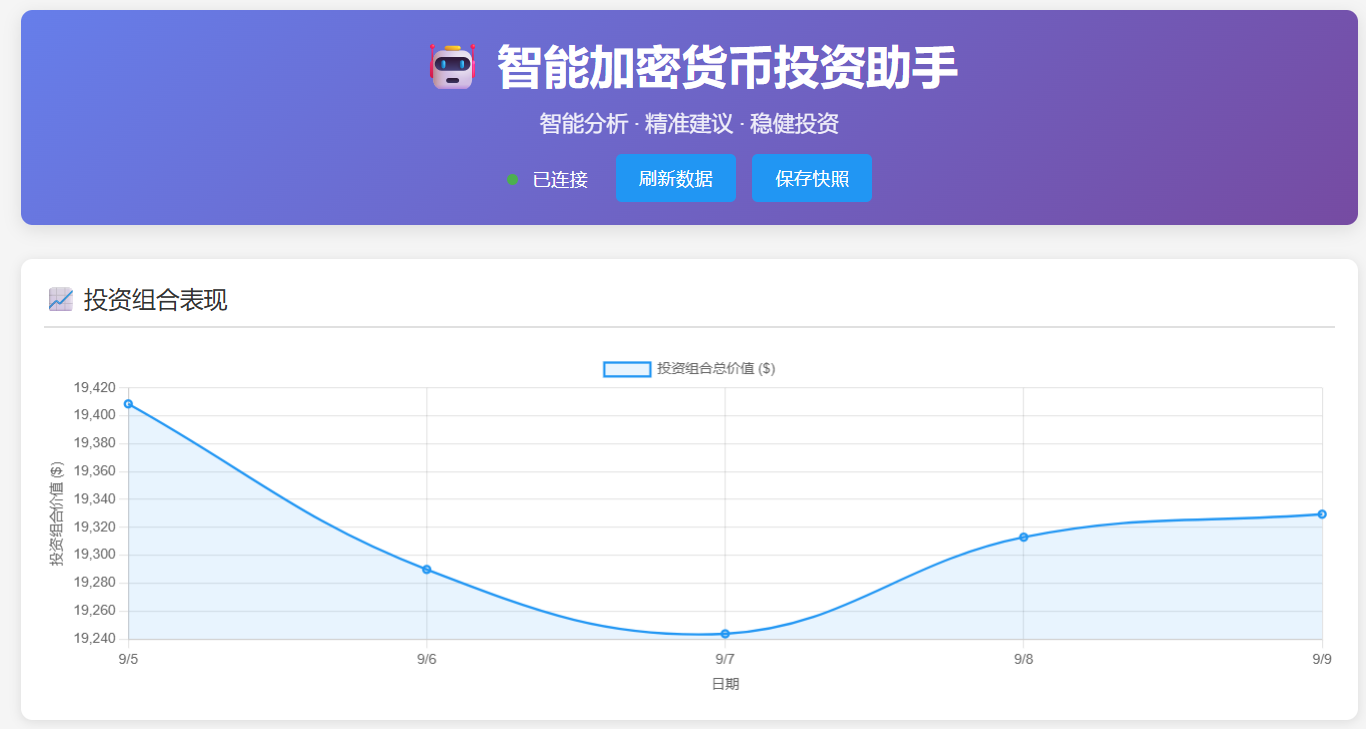 智能加密货币投资助手
智能分析 · 精准建议 · 稳健投资
已连接 刷新数据 保存快照
投资组合表现
投资组合总价值 ($)
19,420
19,400
19,380
19,360
19,340
19,320
19,300
19,280
19,260
19,240
投资组合价值 ($)
9/5 9/6 9/7 9/8 9/9
日期